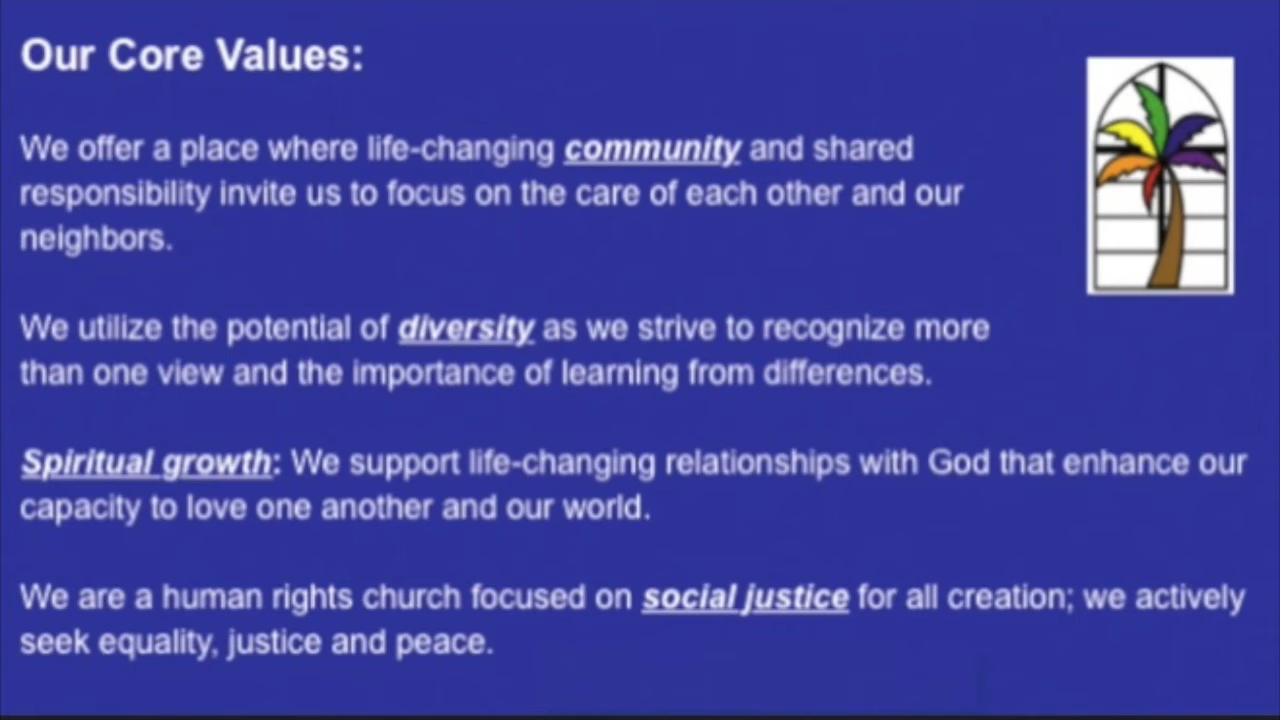 Our Core Values:
We offer a place where life-changing community and shared
responsibility invite us to focus on the care of each other and our
neighbors.
We utilize the potential of diversity as we strive to recognize more
than one view and the importance of learning from differences.
Spiritual growth: We support life-changing relationships with God that enhance our
capacity to love one another and our world.
We are a human rights church focused on social justice for all creation; we actively
seek equality, justice and peace.